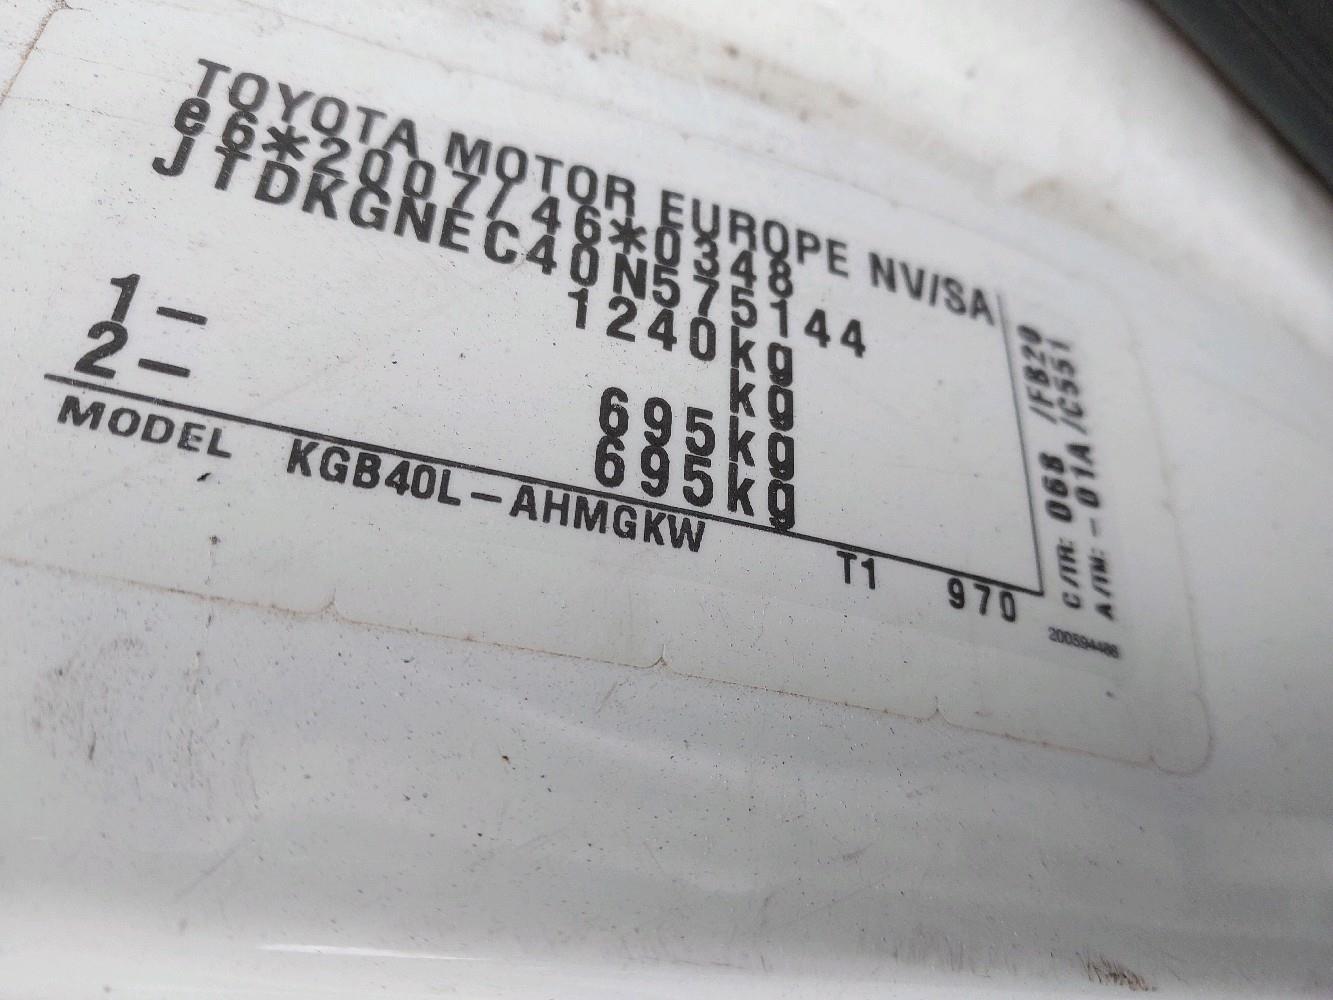 TOYOTA MOTOR EUROPE NV/SA
e6*2007/46*0348
JTDKGNEC40N575144
1240kg
kg
1- 695kg
2- 695kg
MODEL KGB40L-AHMGKW
T1 970
C/TR: 068 /FB20
A/TM: -01A /C551